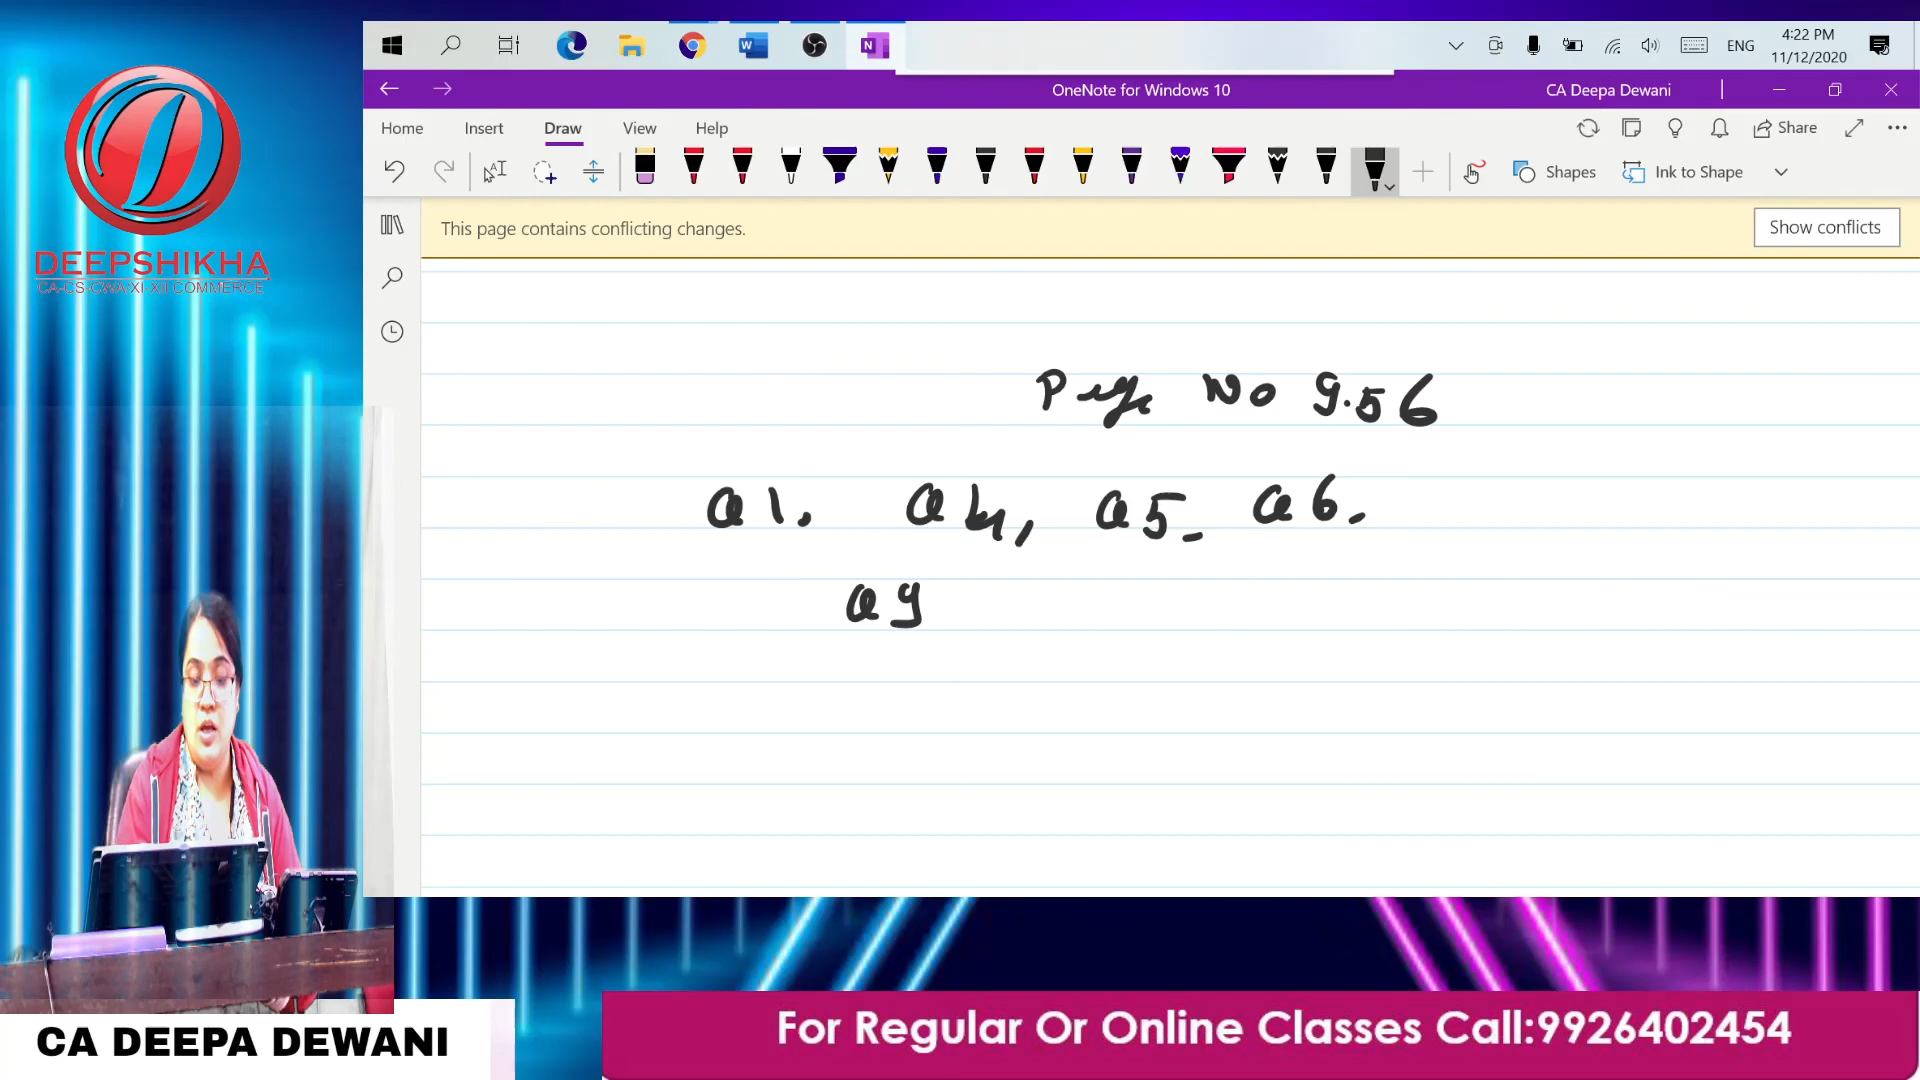 ENG
4:22 PM
11/12/2020
OneNote for Windows 10
CA Deepa Dewani
Home Insert Draw View Help
Share
Shapes
Ink to Shape
This page contains conflicting changes.
Show conflicts
DEEPSHIKHA
CA-CS-CWA/XI-XII COMMERCE
Page No 9.56
Q1. Q4, Q5. Q6.
Q9
CA DEEPA DEWANI
For Regular Or Online Classes Call:9926402454